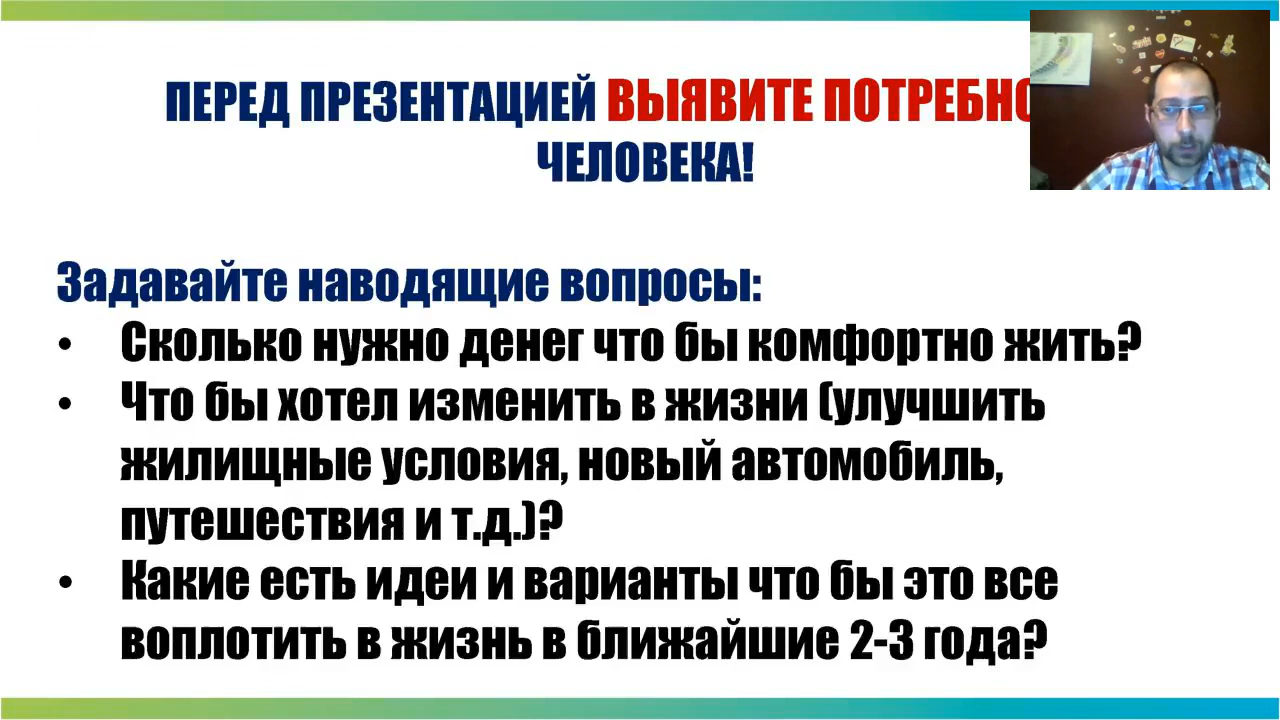 ПЕРЕД ПРЕЗЕНТАЦИЕЙ ВЫЯВИТЕ
ЧЕЛОВЕКА!
Задавайте наводящие вопросы:
• Сколько нужно денег что бы комфортно жить?
• Что бы хотел изменить в жизни (улучшить
жилищные условия, новый автомобиль,
путешествия и т.д.)?
• Какие есть идеи и варианты что бы это все
воплотить в жизнь в ближайшие 2-3 года?